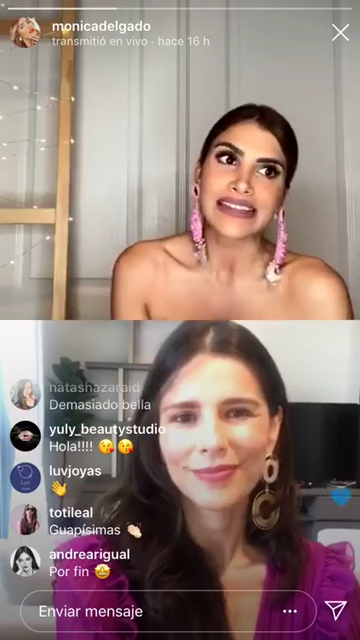 monicadelgado
transmitió en vivo · hace 16 h
natashazaraid
Demasiado bella
yuly_beautystudio
Hola!!!! 😘 😘
luvjoyas
👋
totileal
Guapísimas 👏🏻
andrearigual
Por fin 🤩
Enviar mensaje